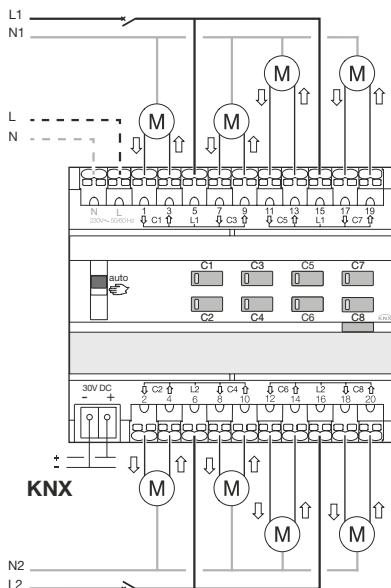 L1
N1
M M
M M
L
N
N L 1 3 5 7 9 11 13 15 17 19
230V~ 50/60 Hz C1 L1 C3 C5 L1 C7
auto
C1 C3 C5 C7
C2 C4 C6 C8
KNX
30V DC
- +
C2 L2 C4 C6 L2 C8
2 4 6 8 10 12 14 16 18 20
+
-
KNX
M M
M M
N2
L2